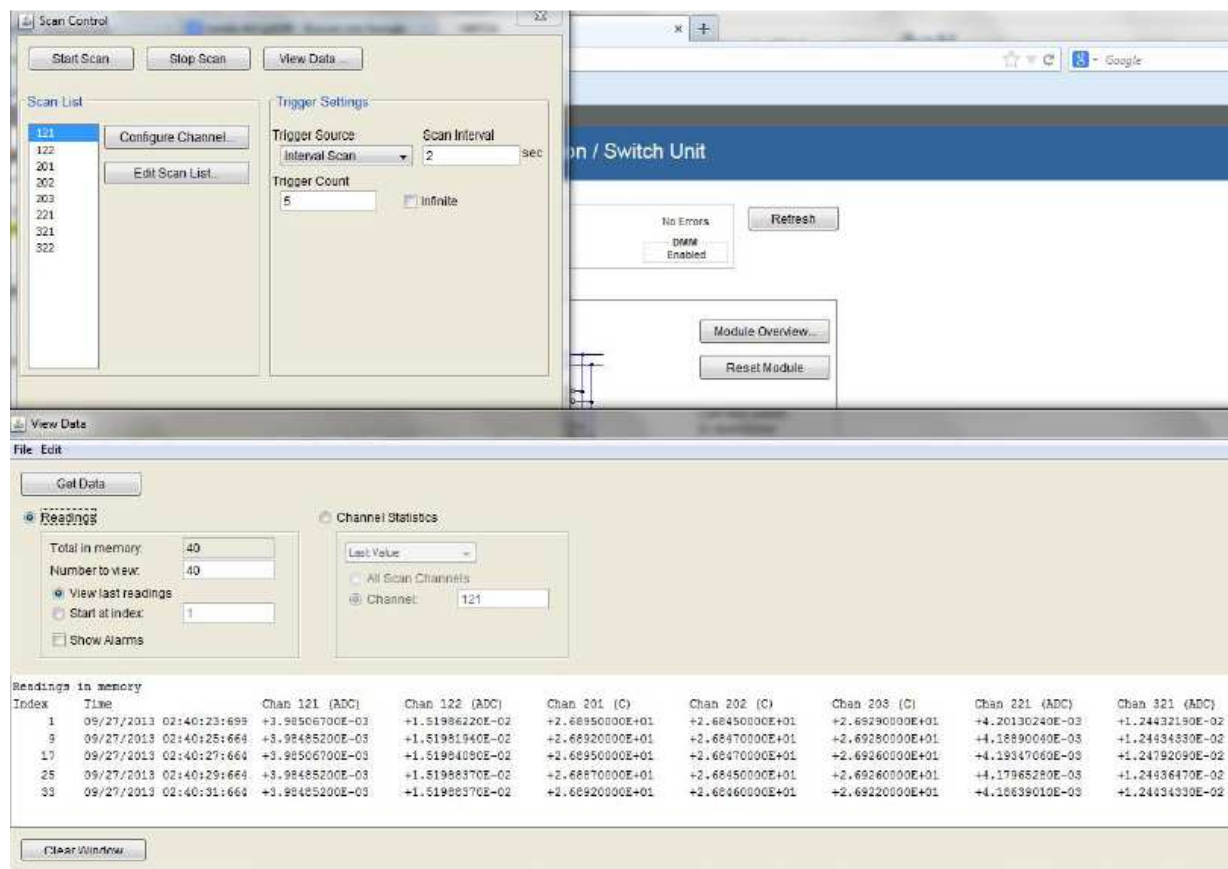 Scan Control
Start Scan
Stop Scan
View Data ...
Scan List
121
122
201
202
203
221
321
322
Configure Channel...
Edit Scan List...
Trigger Settings
Trigger Source
Scan Interval
Interval Scan
2
sec
Trigger Count
5
Infinite
Google
on / Switch Unit
No Errors
Refresh
DMM
Enabled
Module Overview...
Reset Module
View Data
File Edit
Get Data
Readings
Channel Statistics
Total in memory: 40
Number to view: 40
View last readings
Start at index: 1
Show Alarms
Last Value
All Scan Channels
Channel: 121
Readings in memory
Index Time Chan 121 (ADC) Chan 122 (ADC) Chan 201 (C) Chan 202 (C) Chan 203 (C) Chan 221 (ADC) Chan 321 (ADC)
1 09/27/2013 02:40:23:699 +3.98506700E-03 +1.51986220E-02 +2.68950000E+01 +2.68450000E+01 +2.69290000E+01 +4.20130240E-03 +1.24432190E-02
9 09/27/2013 02:40:25:664 +3.98485200E-03 +1.51981940E-02 +2.68920000E+01 +2.68470000E+01 +2.69280000E+01 +4.18890040E-03 +1.24434330E-02
17 09/27/2013 02:40:27:664 +3.98506700E-03 +1.51984080E-02 +2.68950000E+01 +2.68470000E+01 +2.69260000E+01 +4.19347060E-03 +1.24792090E-02
25 09/27/2013 02:40:29:664 +3.98485200E-03 +1.51988370E-02 +2.68870000E+01 +2.68450000E+01 +2.69260000E+01 +4.17965280E-03 +1.24436470E-02
33 09/27/2013 02:40:31:664 +3.98485200E-03 +1.51988370E-02 +2.68920000E+01 +2.68460000E+01 +2.69220000E+01 +4.18639010E-03 +1.24434330E-02
Clear Window